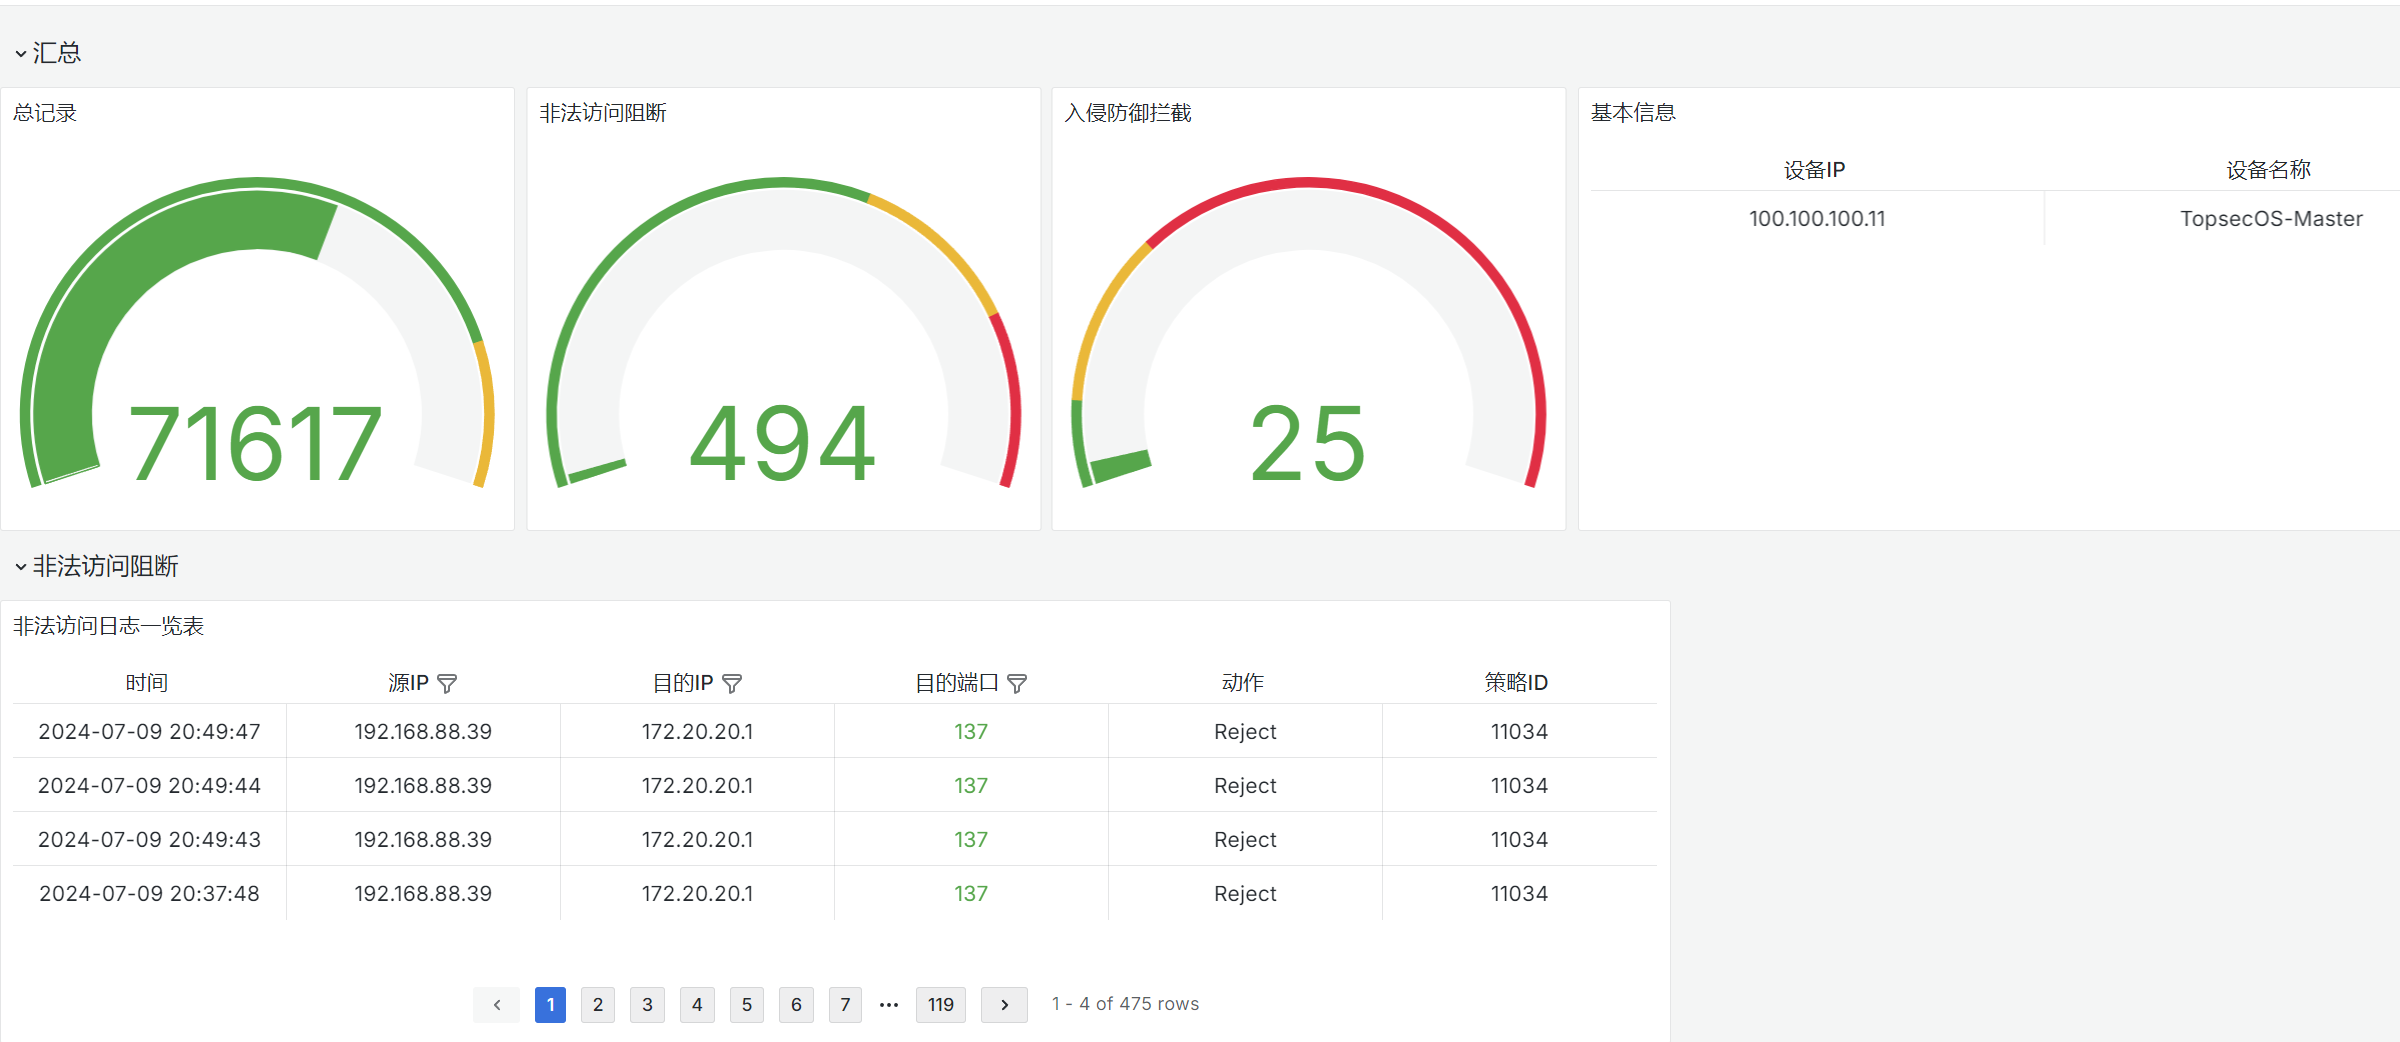 汇总
总记录
71617
非法访问阻断
494
入侵防御拦截
25
基本信息
设备IP 设备名称
100.100.100.11 TopsecOS-Master
非法访问阻断
非法访问日志一览表
时间 源IP 目的IP 目的端口 动作 策略ID
2024-07-09 20:49:47 192.168.88.39 172.20.20.1 137 Reject 11034
2024-07-09 20:49:44 192.168.88.39 172.20.20.1 137 Reject 11034
2024-07-09 20:49:43 192.168.88.39 172.20.20.1 137 Reject 11034
2024-07-09 20:37:48 192.168.88.39 172.20.20.1 137 Reject 11034
‹ 1 2 3 4 5 6 7 ••• 119 › 1 - 4 of 475 rows